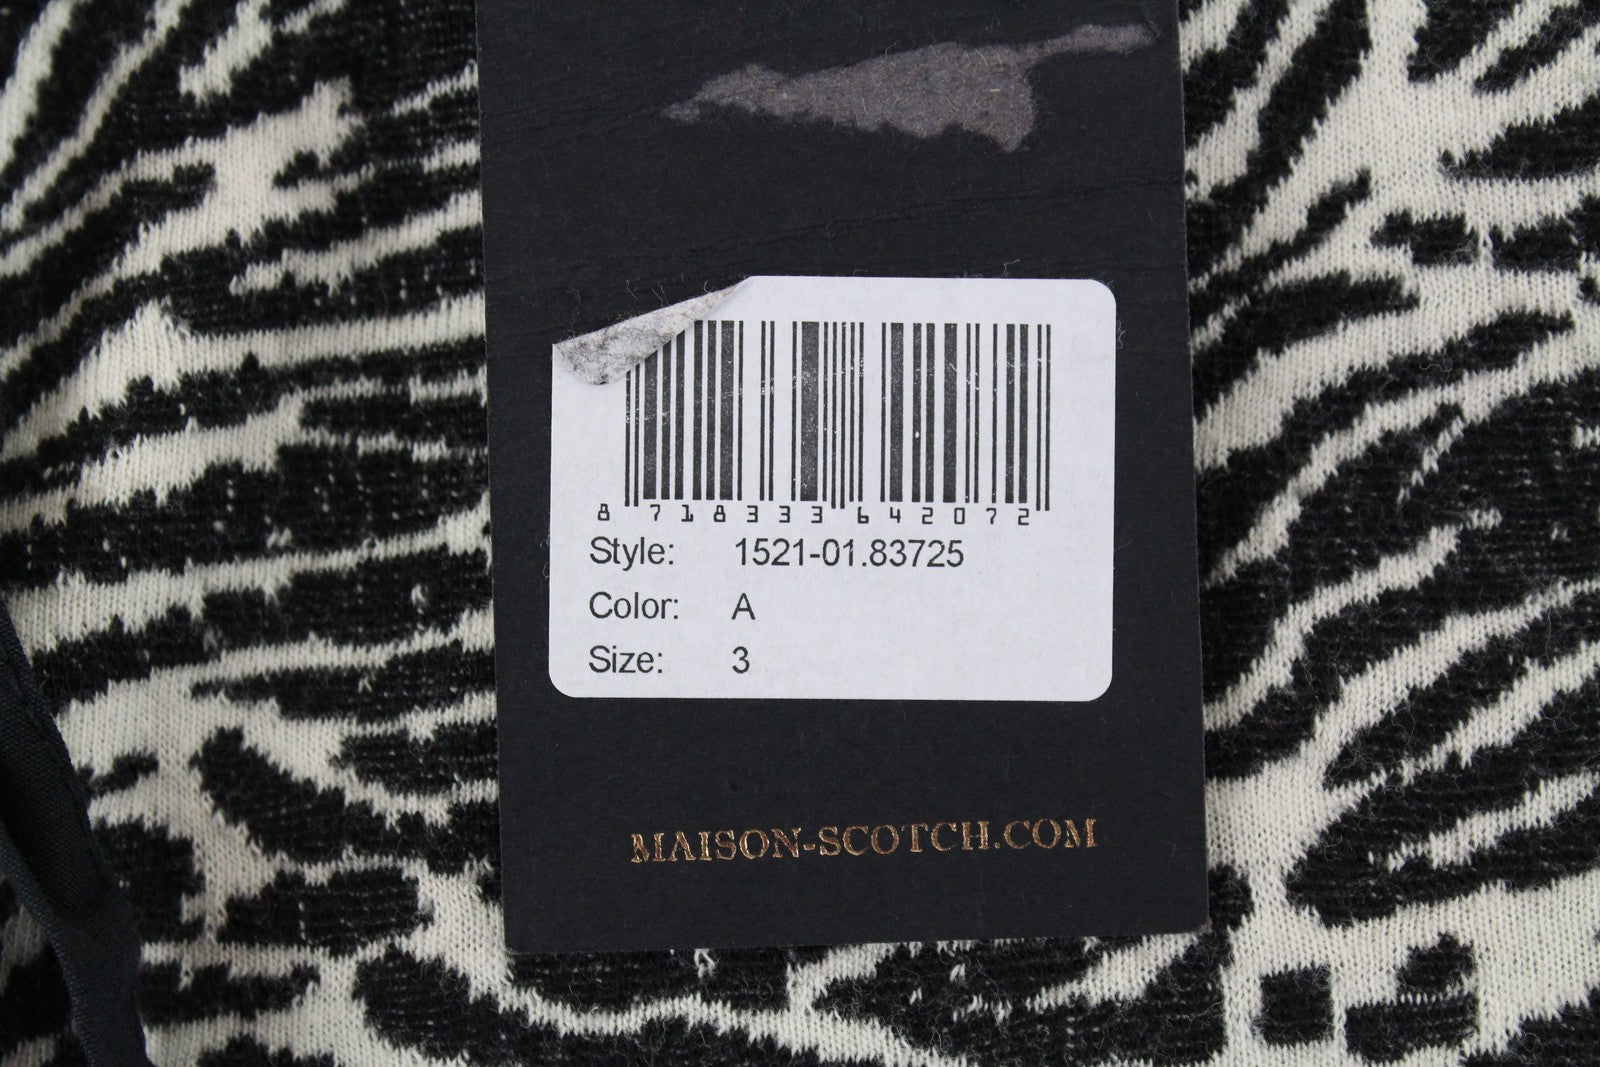 8 718333 642072
Style: 1521-01.83725
Color: A
Size: 3
MAISON-SCOTCH.COM